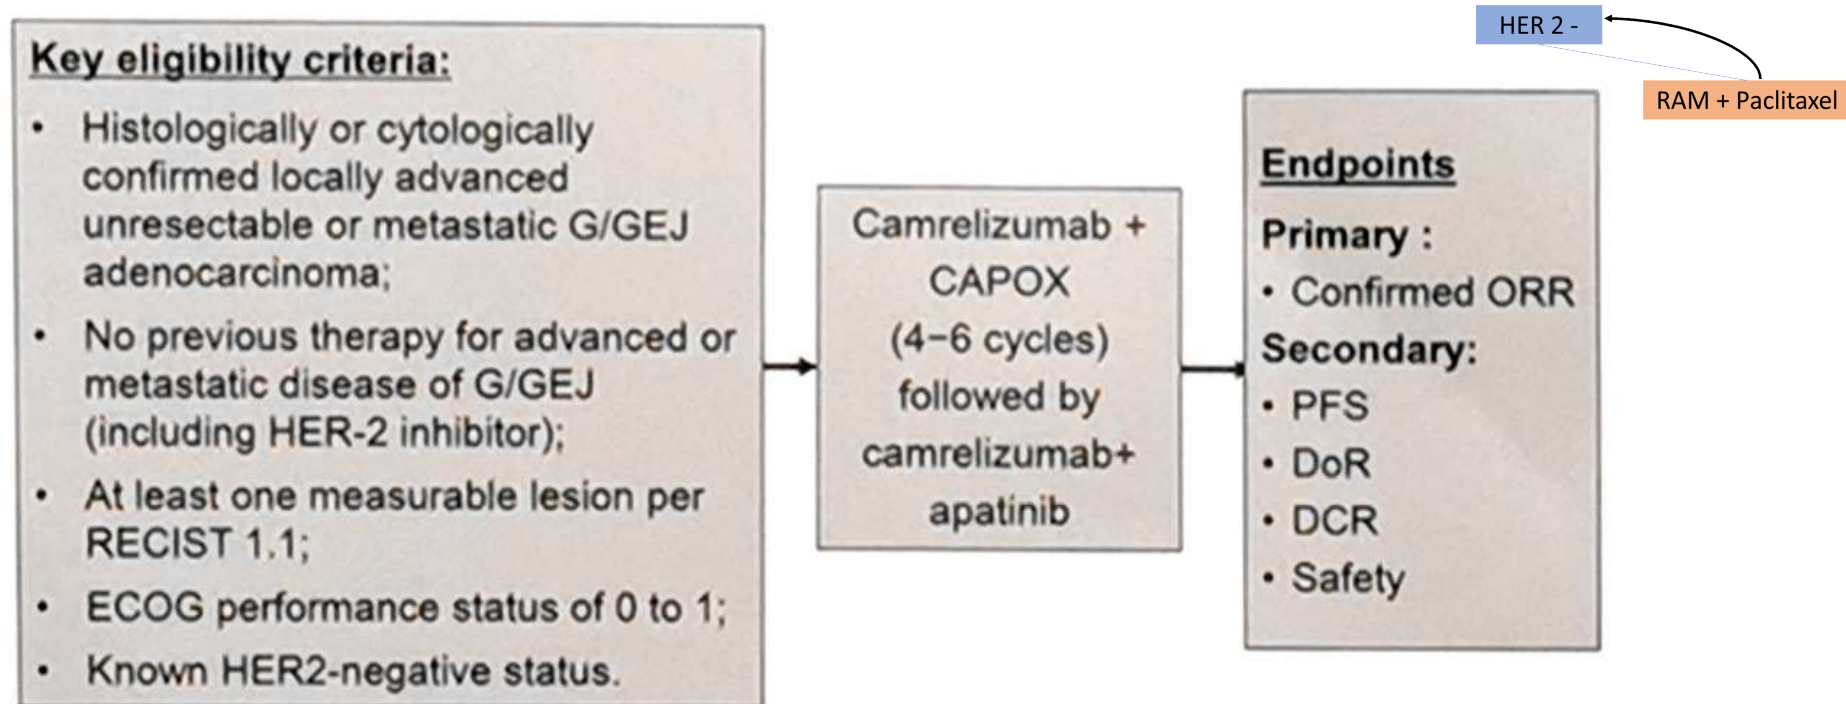 Key eligibility criteria:
• Histologically or cytologically
confirmed locally advanced
unresectable or metastatic G/GEJ
adenocarcinoma;
• No previous therapy for advanced or
metastatic disease of G/GEJ
(including HER-2 inhibitor);
• At least one measurable lesion per
RECIST 1.1;
• ECOG performance status of 0 to 1;
• Known HER2-negative status.
Camrelizumab +
CAPOX
(4–6 cycles)
followed by
camrelizumab+
apatinib
Endpoints
Primary :
• Confirmed ORR
Secondary:
• PFS
• DoR
• DCR
• Safety
HER 2 -
RAM + Paclitaxel